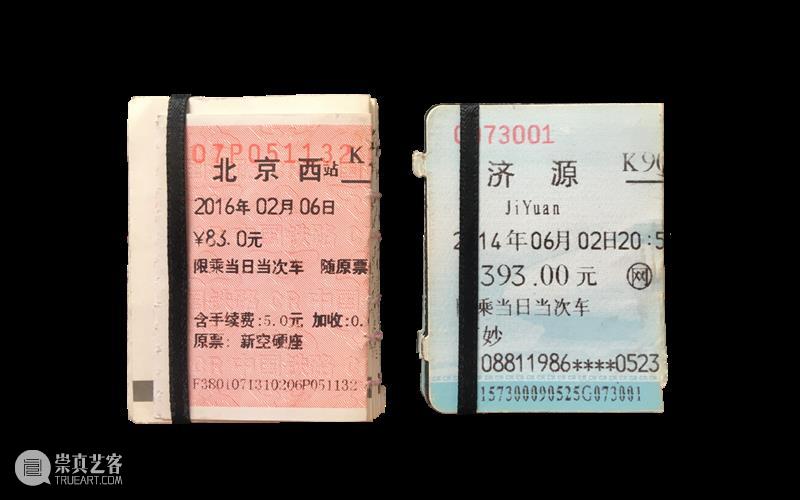 07P051132
北京西站 K
2016年02月06日
¥83.0元
限乘当日当次车 随原票
含手续费:5.0元 加收:0.
原票: 新空硬座
F3801071310206P051132
073001
济源 K90
JiYuan
14年06月02日20:5
393.00元 网
乘当日当次车
妙
08811986****0523
157300090525G073001
崇真艺客
TRUEART.COM